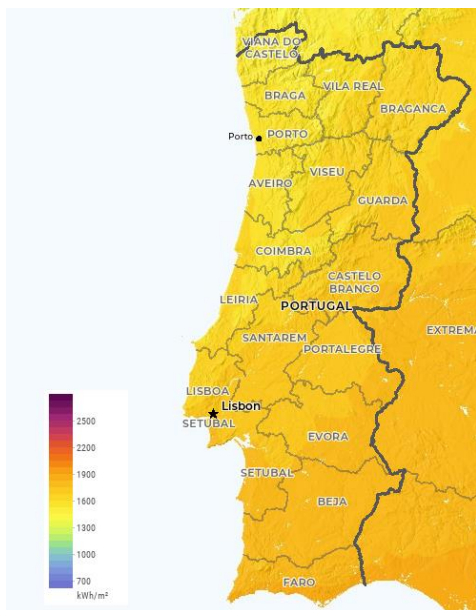 VIANA DO
CASTELO
BRAGA
VILA REAL
BRAGANCA
Porto
PORTO
AVEIRO
VISEU
GUARDA
COIMBRA
CASTELO
BRANCO
LEIRIA
PORTUGAL
SANTAREM
EXTREMA
PORTALEGRE
LISBOA
Lisbon
SETUBAL
EVORA
SETUBAL
BEJA
FARO
2500
2200
1900
1600
1300
1000
700
kWh/m²